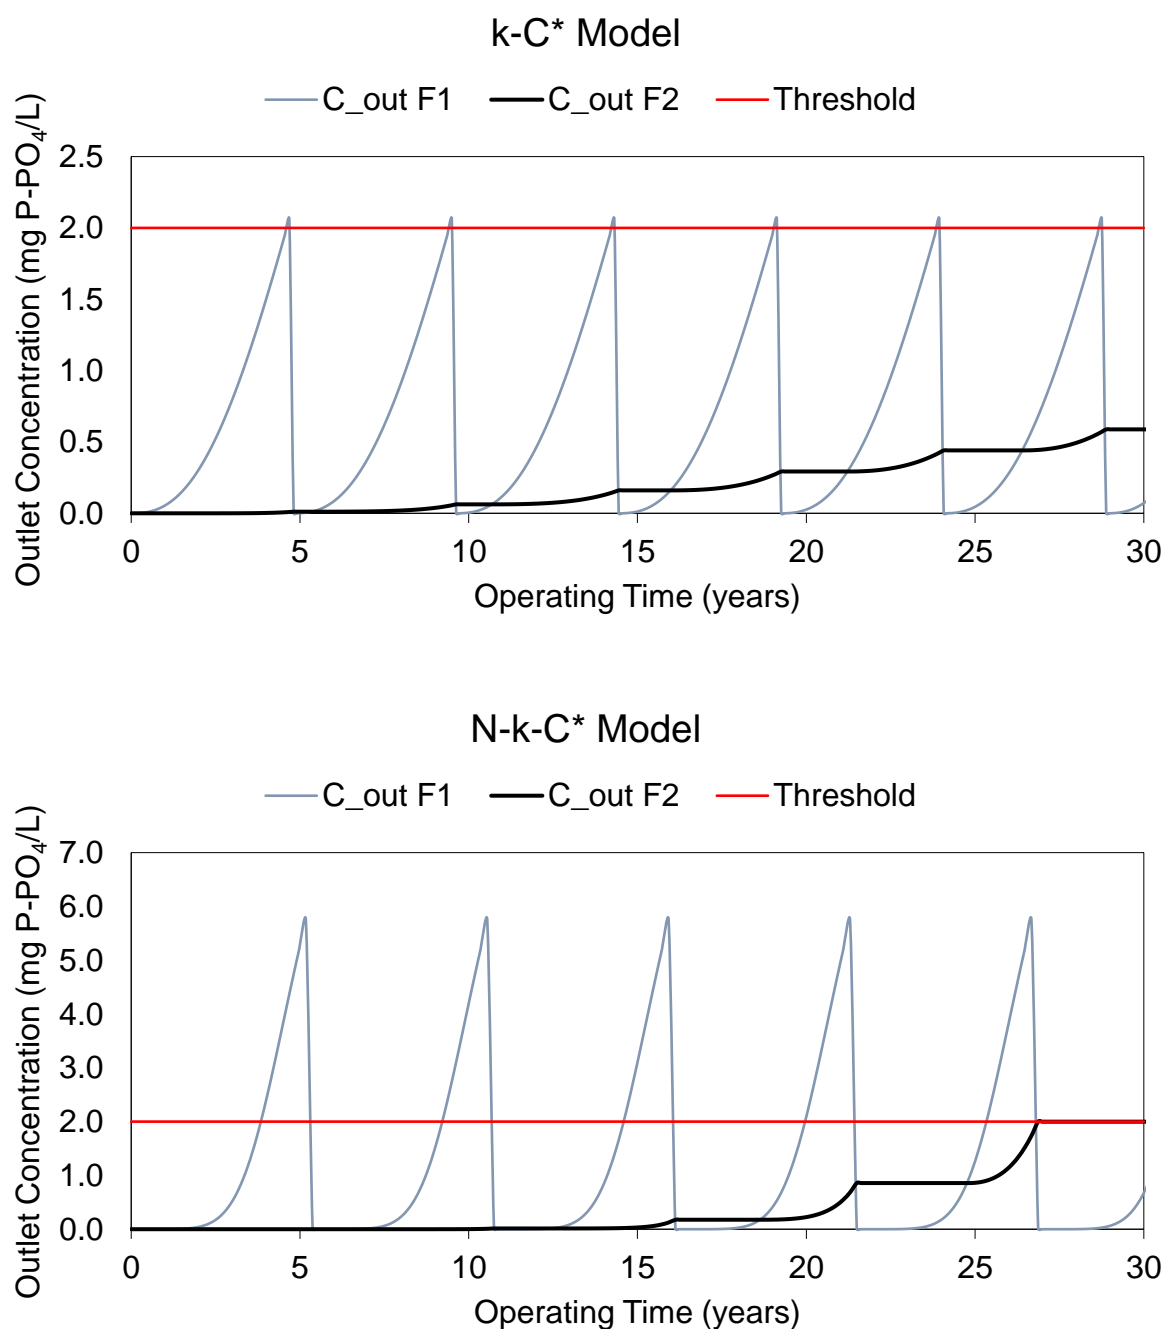 k-C* Model
C_out F1 C_out F2 Threshold
Outlet Concentration (mg P-PO₄/L)
2.5
2.0
1.5
1.0
0.5
0.0
0 5 10 15 20 25 30
Operating Time (years)
N-k-C* Model
C_out F1 C_out F2 Threshold
Outlet Concentration (mg P-PO₄/L)
7.0
6.0
5.0
4.0
3.0
2.0
1.0
0.0
0 5 10 15 20 25 30
Operating Time (years)